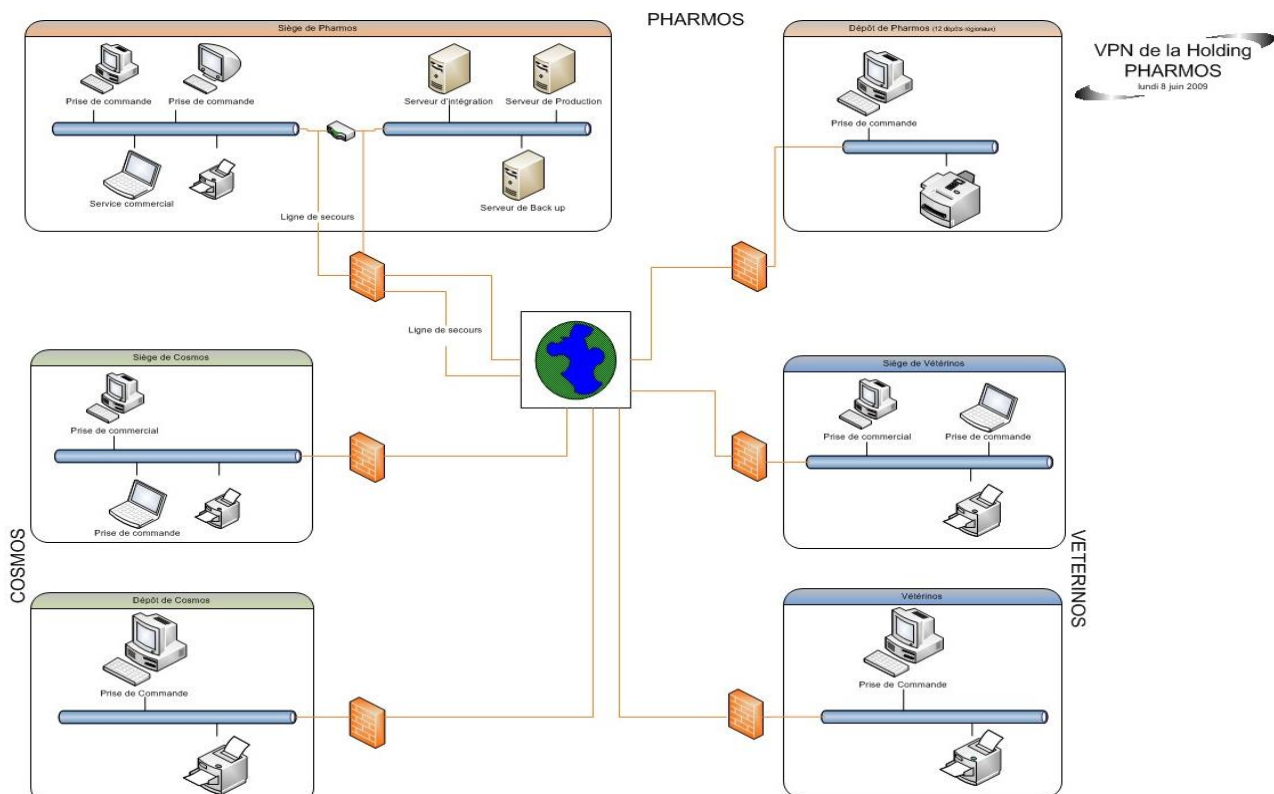 PHARMOS
VPN de la Holding
PHARMOS
lundi 8 juin 2009
Siège de Pharmos
Prise de commande
Prise de commande
Serveur d'intégration
Serveur de Production
Service commercial
Serveur de Back up
Ligne de secours
Dépôt de Pharmos (12 dépôts régionaux)
Prise de commande
Ligne de secours
COSMOS
Siège de Cosmos
Prise de commercial
Prise de commande
VETERINOS
Siège de Vétérinos
Prise de commercial
Prise de commande
Dépôt de Cosmos
Prise de Commande
Vétérinos
Prise de Commande